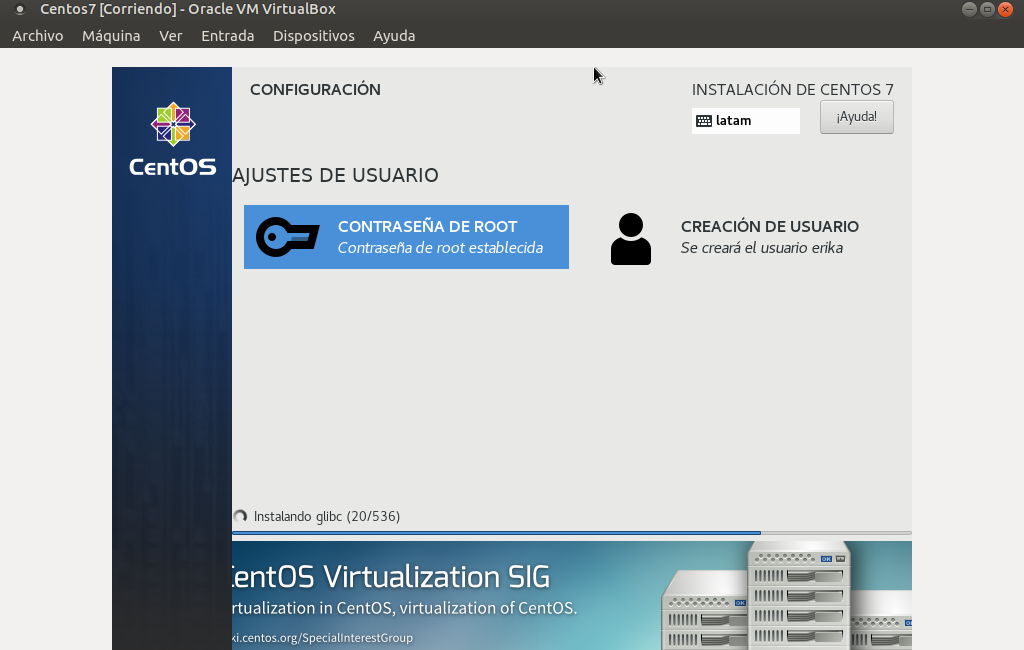 Centos7 [Corriendo] - Oracle VM VirtualBox
Archivo Máquina Ver Entrada Dispositivos Ayuda
CentOS
CONFIGURACIÓN
INSTALACIÓN DE CENTOS 7
latam
¡Ayuda!
AJUSTES DE USUARIO
CONTRASEÑA DE ROOT
Contraseña de root establecida
CREACIÓN DE USUARIO
Se creará el usuario erika
Instalando glibc (20/536)
CentOS Virtualization SIG
rtualization in CentOS, virtualization of CentOS.
ki.centos.org/SpecialInterestGroup